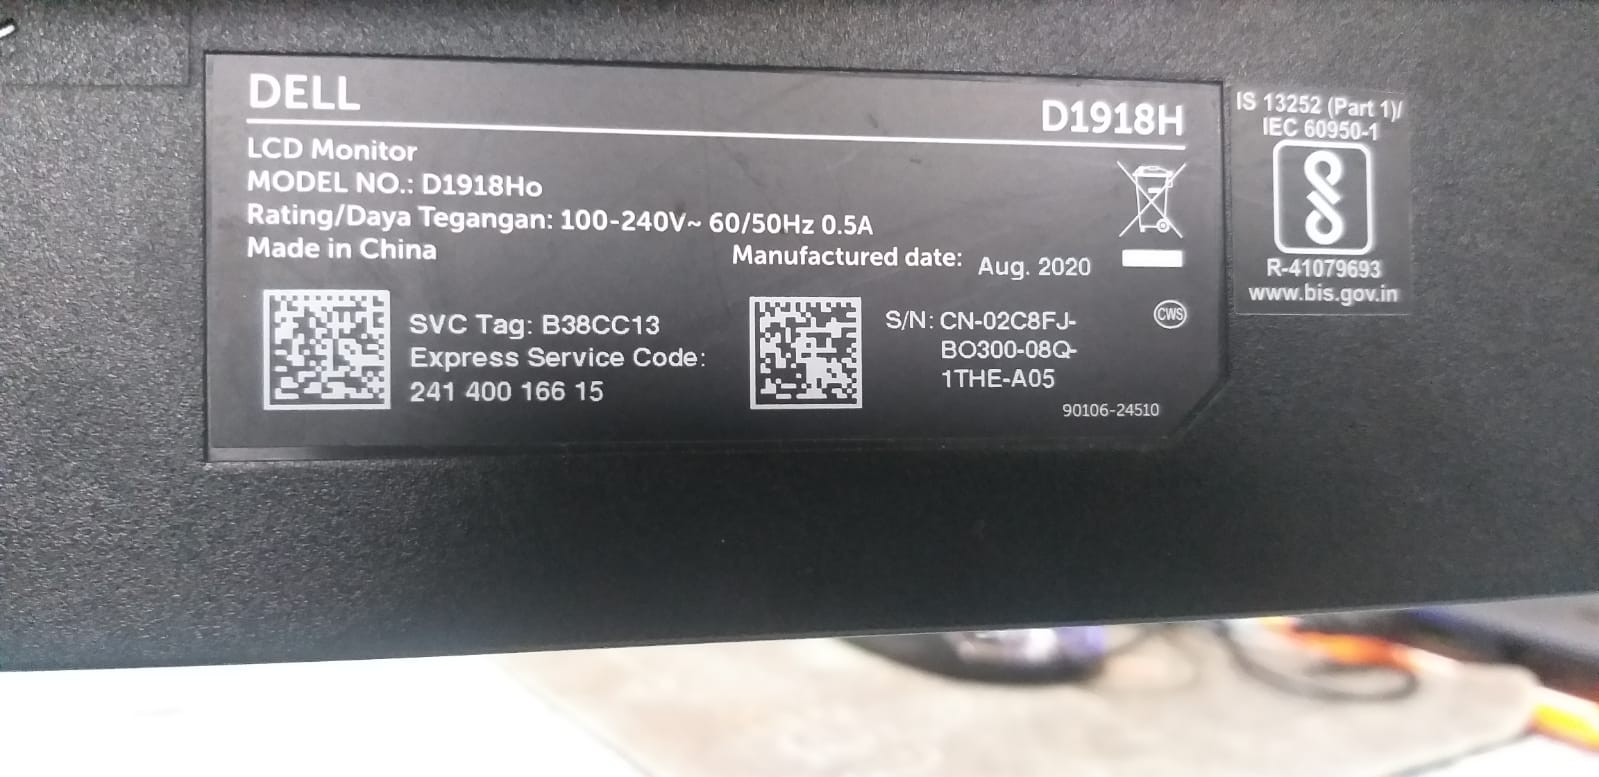 DELL
D1918H
LCD Monitor
MODEL NO.: D1918Ho
Rating/Daya Tegangan: 100-240V~ 60/50Hz 0.5A
Made in China
Manufactured date: Aug. 2020
SVC Tag: B38CC13
Express Service Code:
241 400 166 15
S/N: CN-02C8FJ-
BO300-08Q-
1THE-A05
CWS
90106-24510
IS 13252 (Part 1)/
IEC 60950-1
R-41079693
www.bis.gov.in